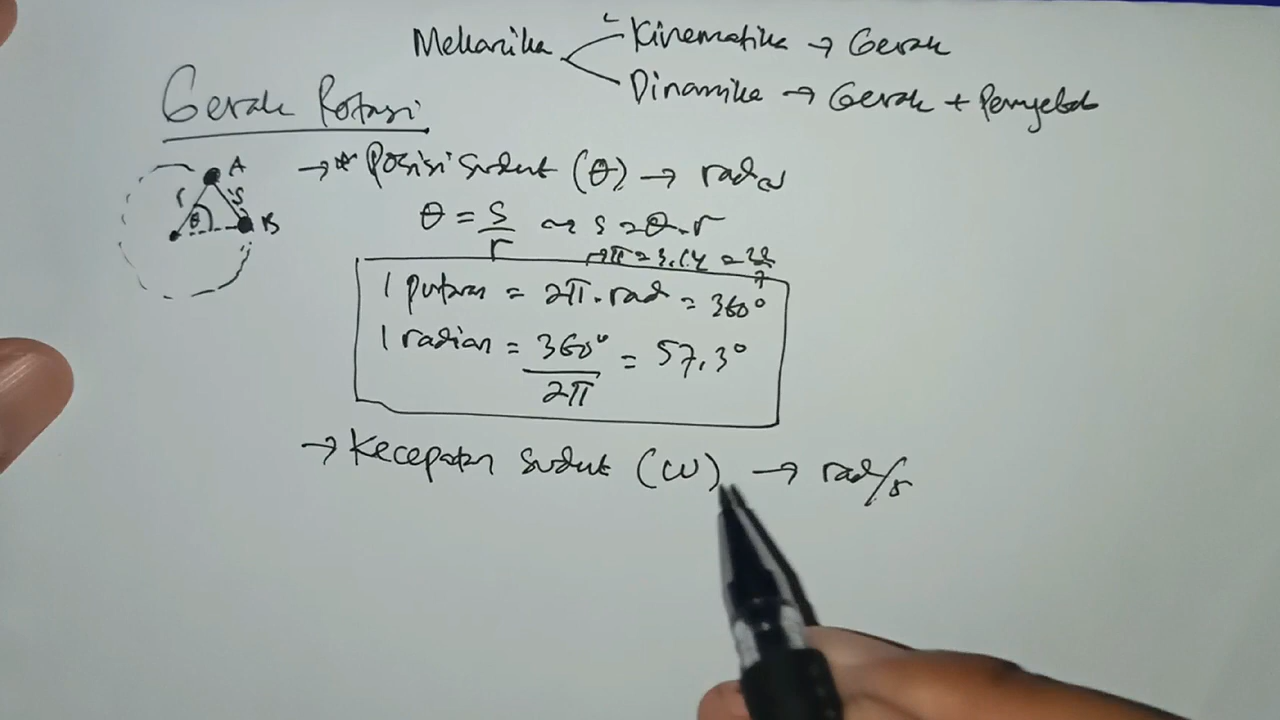 Mekanika
Kinematika → Gerak
Dinamika → Gerak + Penyebab
Gerak Rotasi
A
r
S
θ
B
→ * Posisi Sudut (θ) → rad
θ = S/r ~ s = θ.r
→ π = 3,14 = 22/7
1 putaran = 2π.rad = 360°
1 radian = 360°/2π = 57,3°
→ Kecepatan Sudut (ω) → rad/s